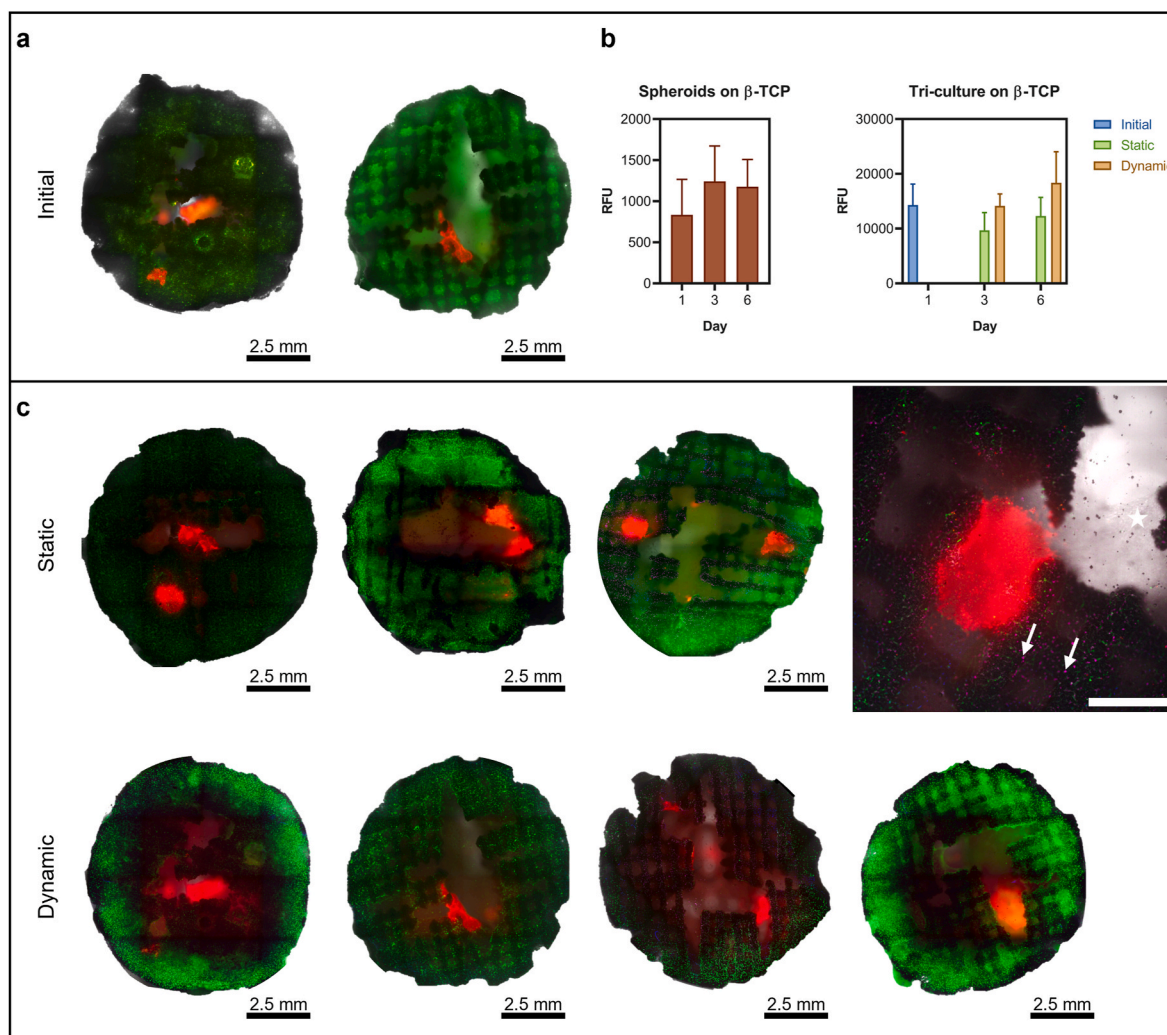 a
b
Initial
2.5 mm
2.5 mm
Spheroids on β-TCP
2000
1500
1000
500
0
RFU
1
3
6
Day
Tri-culture on β-TCP
30000
20000
10000
0
RFU
1
3
6
Day
Initial
Static
Dynamic
c
Static
2.5 mm
2.5 mm
2.5 mm
Dynamic
2.5 mm
2.5 mm
2.5 mm
2.5 mm